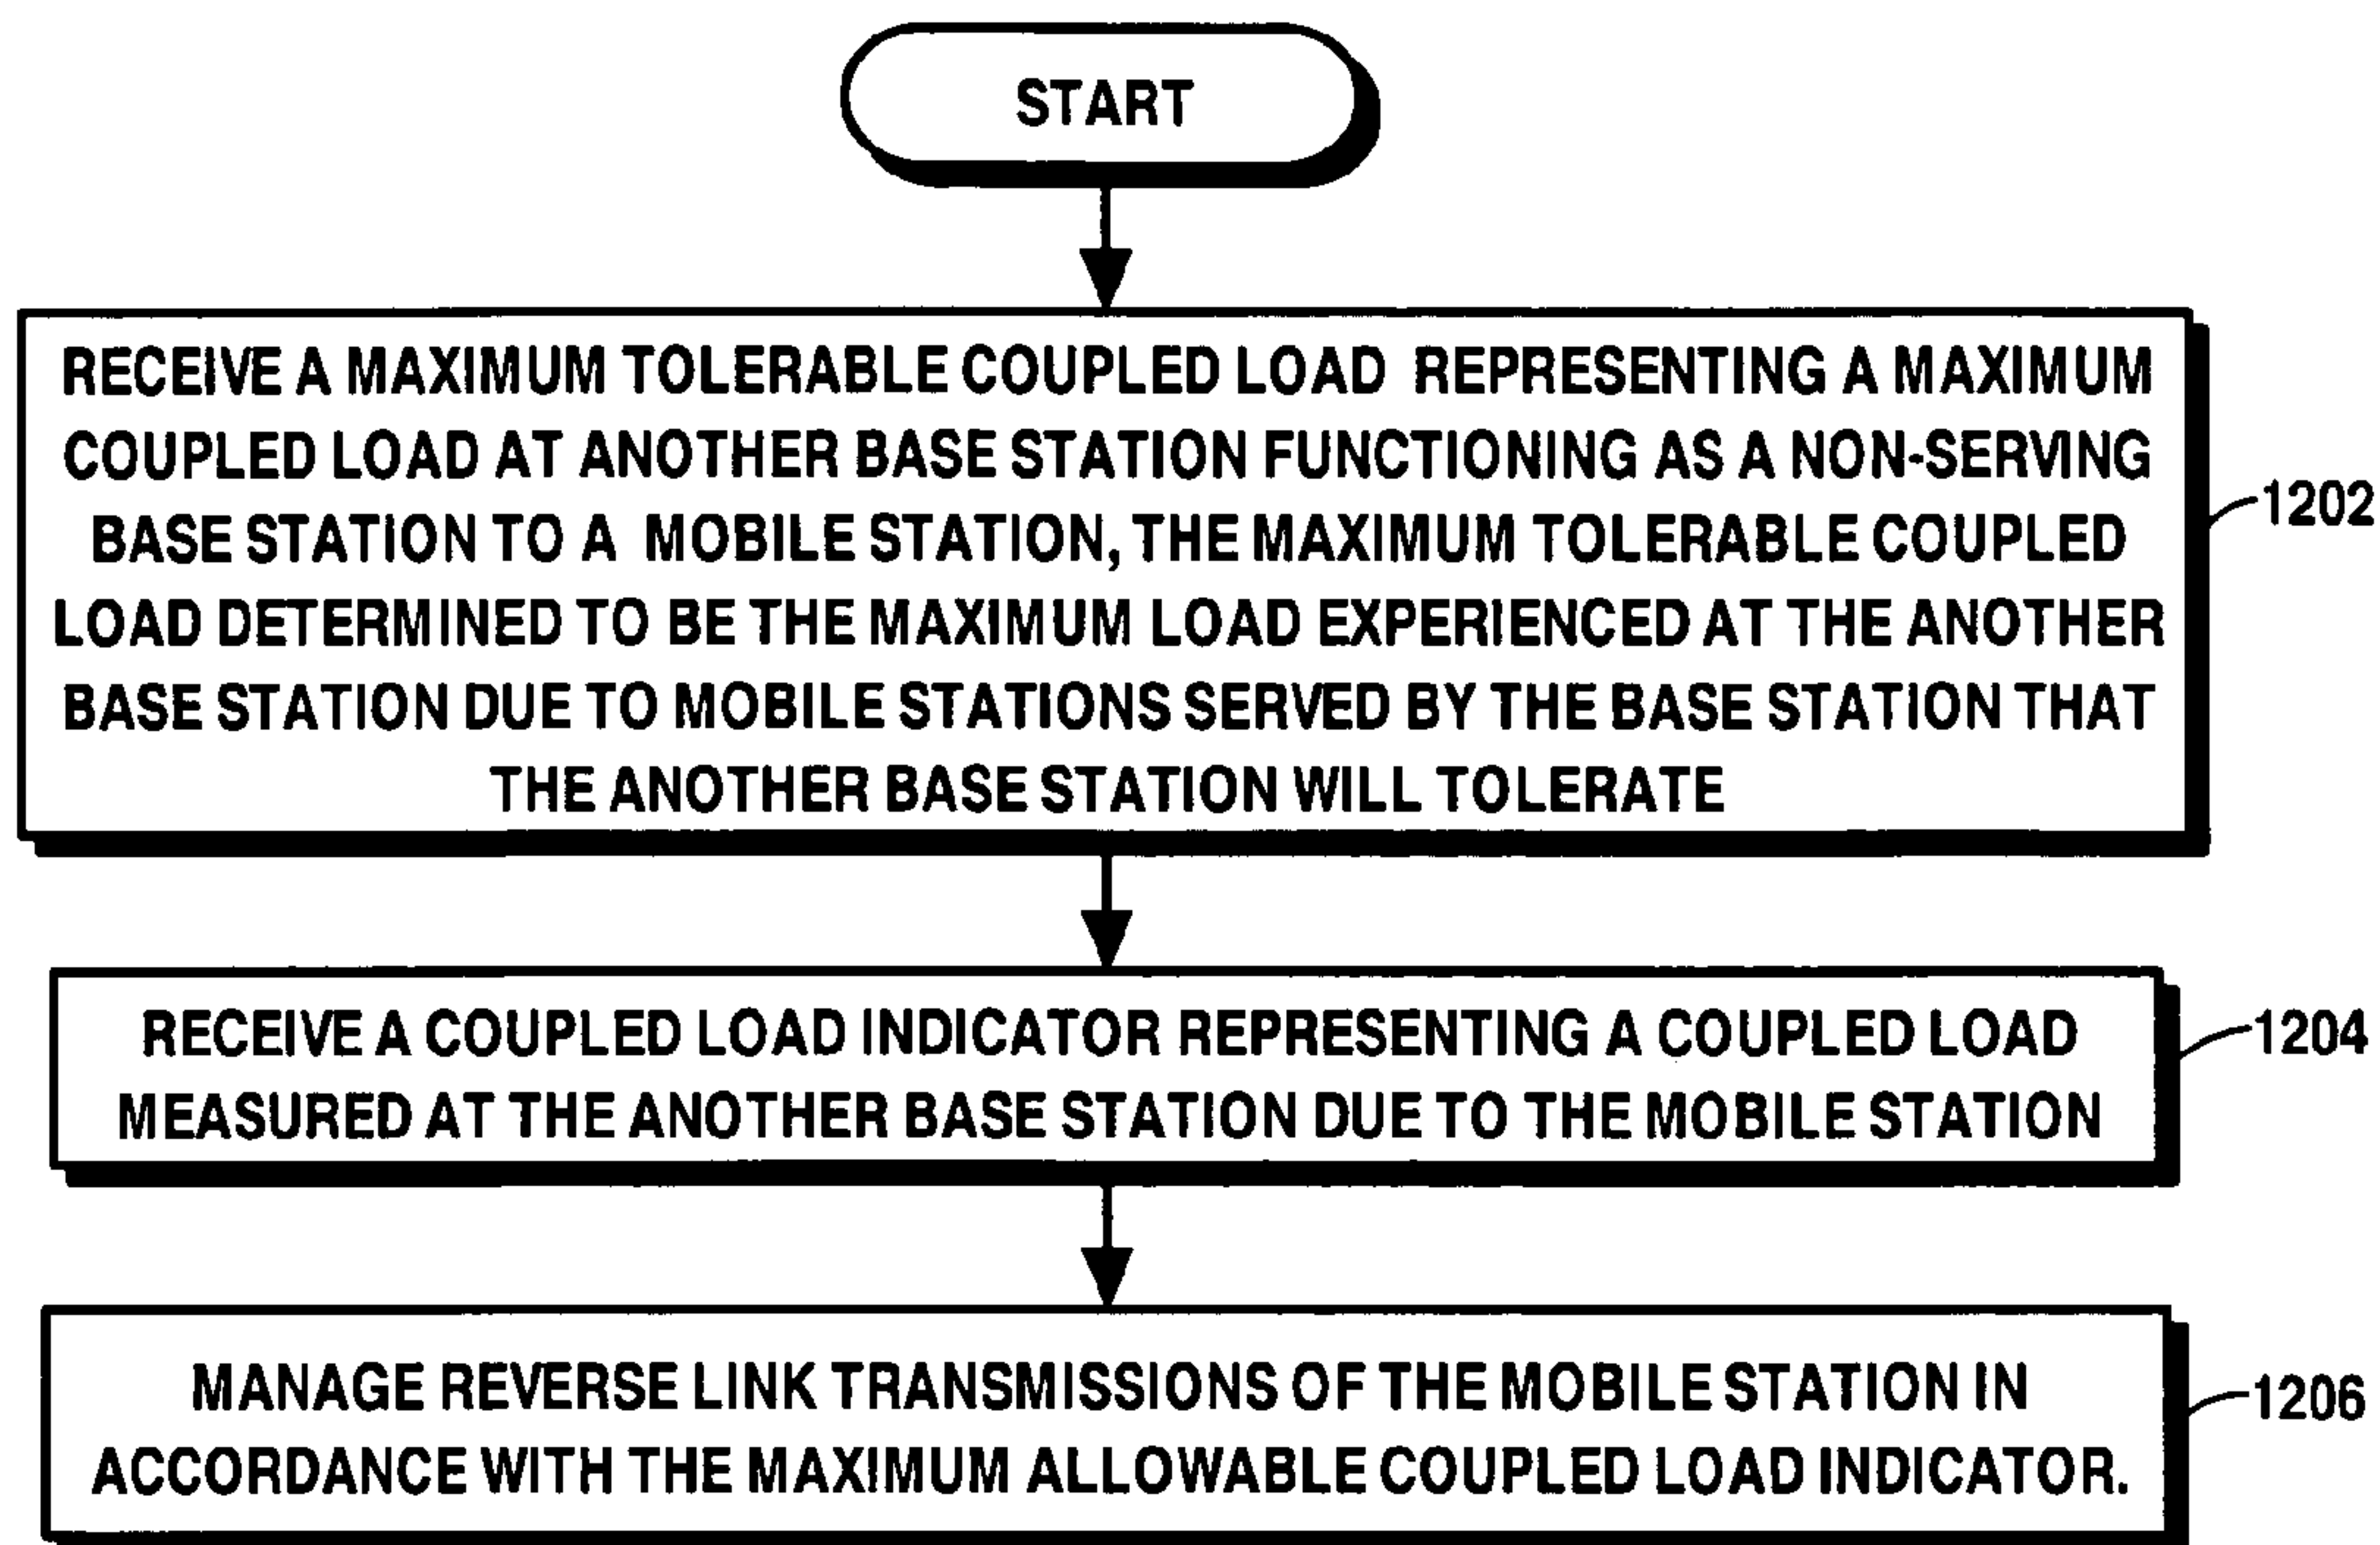 START
RECEIVE A MAXIMUM TOLERABLE COUPLED LOAD REPRESENTING A MAXIMUM
COUPLED LOAD AT ANOTHER BASE STATION FUNCTIONING AS A NON-SERVING
BASE STATION TO A MOBILE STATION, THE MAXIMUM TOLERABLE COUPLED
LOAD DETERMINED TO BE THE MAXIMUM LOAD EXPERIENCED AT THE ANOTHER
BASE STATION DUE TO MOBILE STATIONS SERVED BY THE BASE STATION THAT
THE ANOTHER BASE STATION WILL TOLERATE
1202
RECEIVE A COUPLED LOAD INDICATOR REPRESENTING A COUPLED LOAD
MEASURED AT THE ANOTHER BASE STATION DUE TO THE MOBILE STATION
1204
MANAGE REVERSE LINK TRANSMISSIONS OF THE MOBILE STATION IN
ACCORDANCE WITH THE MAXIMUM ALLOWABLE COUPLED LOAD INDICATOR.
1206